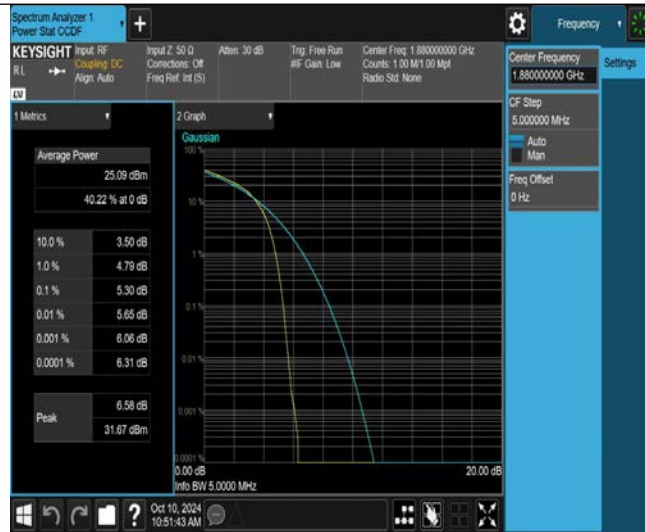 Spectrum Analyzer 1
Power Stat CCDF
+
Frequency
KEYSIGHT
Input: RF
Coupling: DC
Align: Auto
RL
LXI
Input Z: 50 Ω
Corrections: Off
Freq Ref: Int (S)
Atten: 30 dB
Trig: Free Run
#IF Gain: Low
Center Freq: 1.880000000 GHz
Counts: 1.00 M/1.00 Mpt
Radio Std: None
Center Frequency
1.880000000 GHz
Settings
CF Step
5.000000 MHz
Auto
Man
Freq Offset
0 Hz
1 Metrics
Average Power
25.09 dBm
40.22 % at 0 dB
10.0 % 3.50 dB
1.0 % 4.79 dB
0.1 % 5.30 dB
0.01 % 5.65 dB
0.001 % 6.06 dB
0.0001 % 6.31 dB
Peak
6.58 dB
31.67 dBm
2 Graph
Gaussian
100 %
10 %
1 %
0.1 %
0.01 %
0.001 %
0.0001 %
0.00 dB
20.00 dB
Info BW 5.0000 MHz
?
Oct 10, 2024
10:51:43 AM